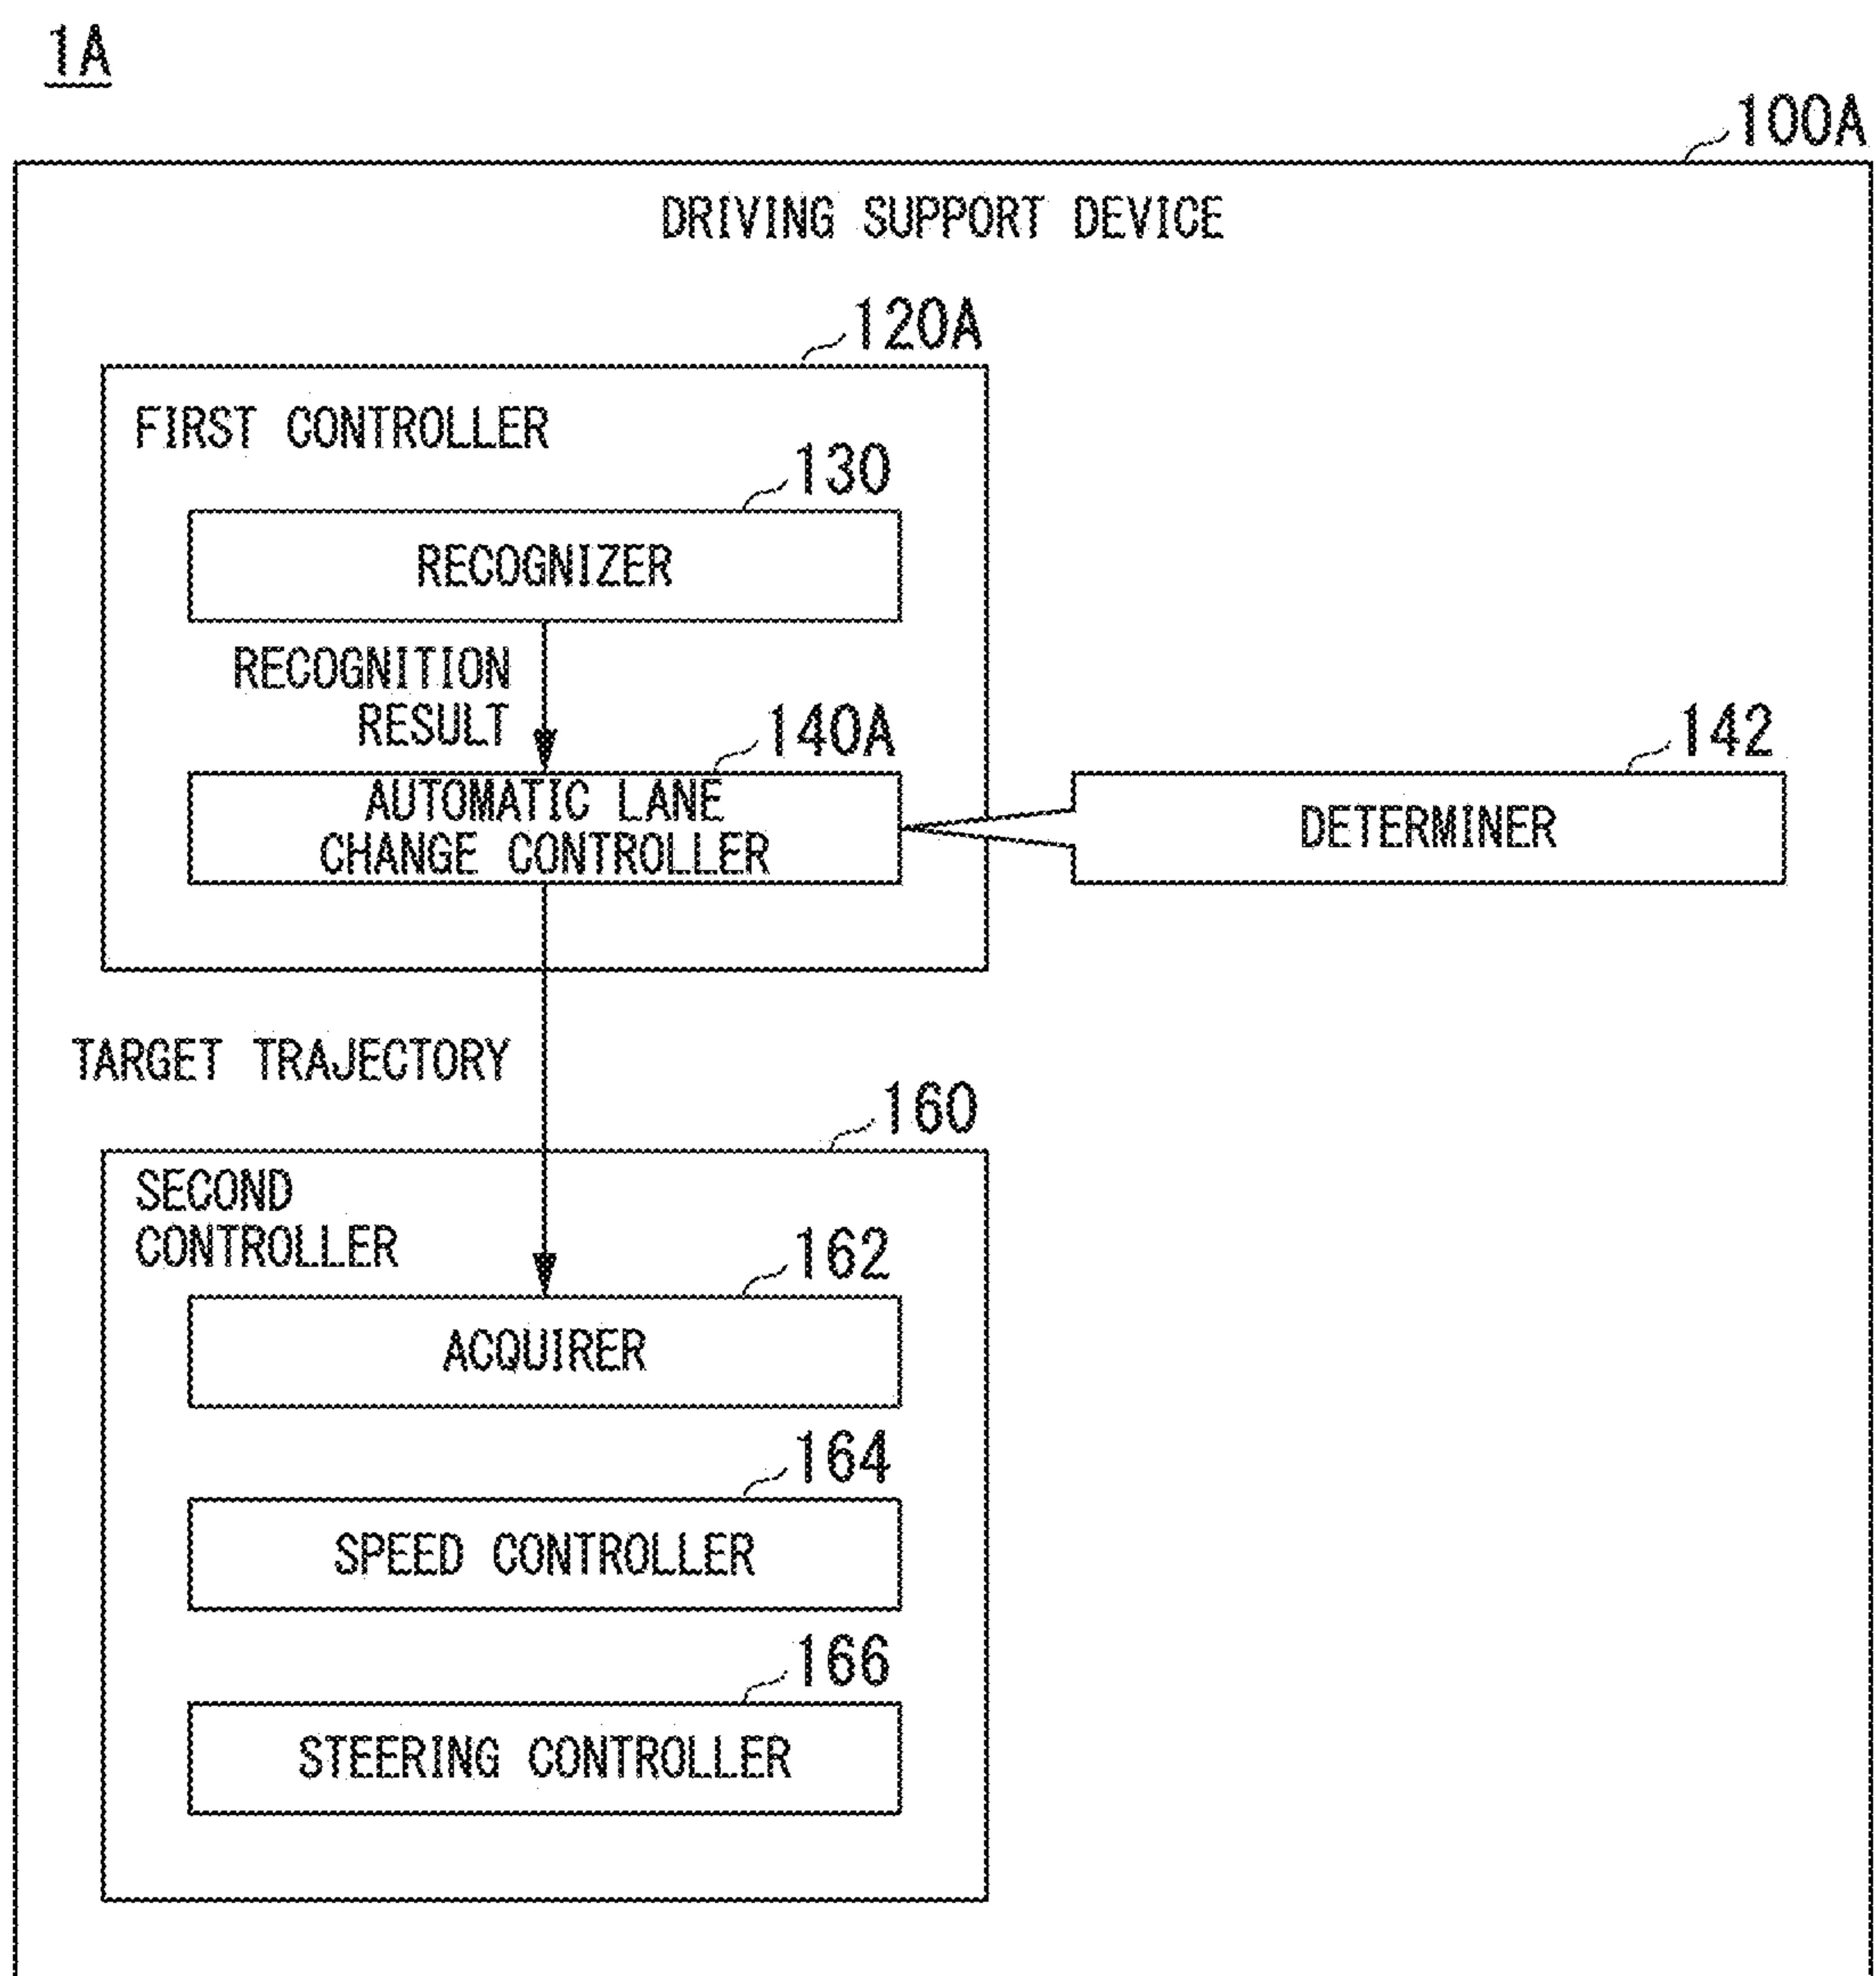 1A
100A
DRIVING SUPPORT DEVICE
120A
FIRST CONTROLLER
130
RECOGNIZER
RECOGNITION
RESULT
140A
AUTOMATIC LANE
CHANGE CONTROLLER
142
DETERMINER
TARGET TRAJECTORY
160
SECOND
CONTROLLER
162
ACQUIRER
164
SPEED CONTROLLER
166
STEERING CONTROLLER